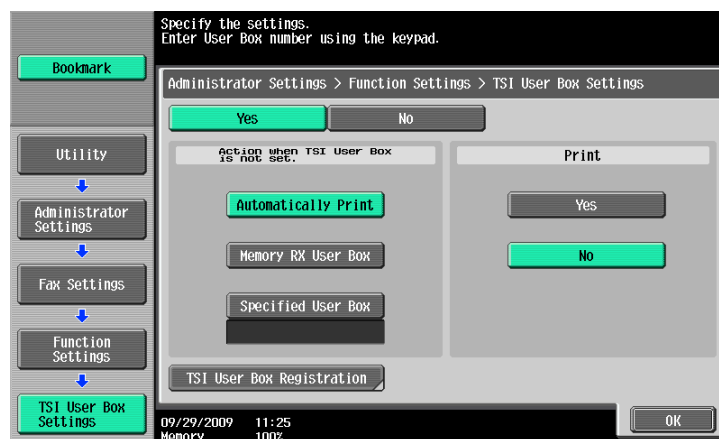 Specify the settings.
Enter User Box number using the keypad.
Bookmark
Administrator Settings > Function Settings > TSI User Box Settings
Yes
No
Utility
Administrator
Settings
Fax Settings
Function
Settings
TSI User Box
Settings
Action when TSI User Box
is not set.
Automatically Print
Memory RX User Box
Specified User Box
Print
Yes
No
TSI User Box Registration
09/29/2009 11:25
Memory 100%
OK